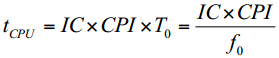 t_CPU = IC×CPI×T_0 = IC×CPI / f_0